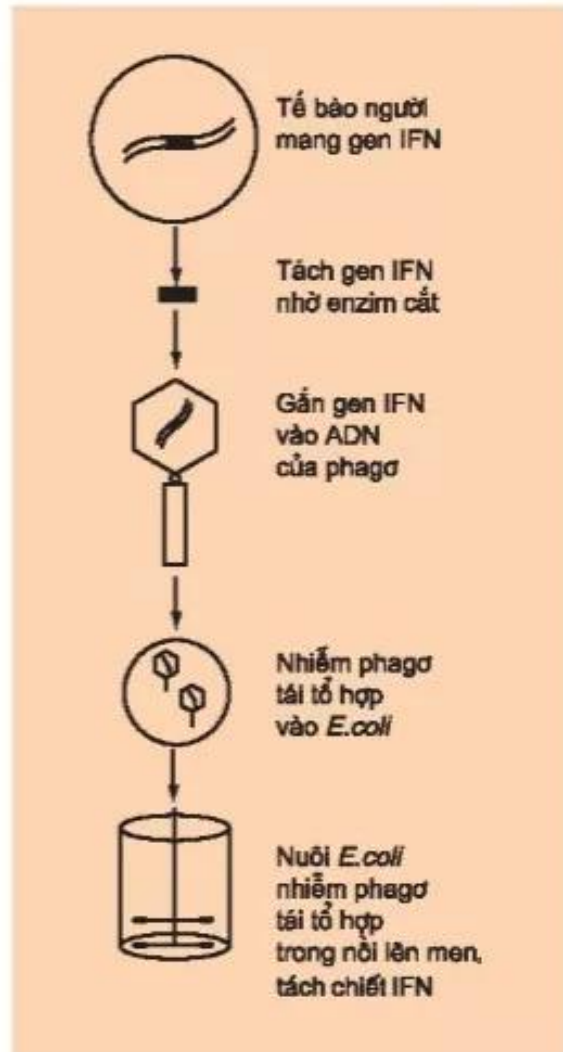 Tế bào người
mang gen IFN
Tách gen IFN
nhờ enzim cắt
Gắn gen IFN
vào ADN
của phagơ
Nhiễm phagơ
tái tổ hợp
vào E.coli
Nuôi E.coli
nhiễm phagơ
tái tổ hợp
trong nồi lên men,
tách chiết IFN